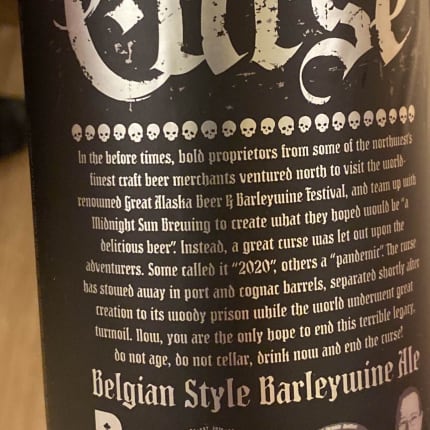 Curse
In the before times, bold proprietors from some of the northwest's
finest craft beer merchants ventured north to visit the world-
renowned Great Alaska Beer & Barleywine Festival, and team up with
Midnight Sun Brewing to create what they hoped would be "a
delicious beer". Instead, a great curse was let out upon the
adventurers. Some called it "2020", others a "pandemic". The curse
has stowed away in port and cognac barrels, separated shortly after
creation to its woody prison while the world underwent great
turmoil. Now, you are the only hope to end this terrible legacy,
do not age, do not cellar, drink now and end the curse!
Belgian Style Barleywine Ale